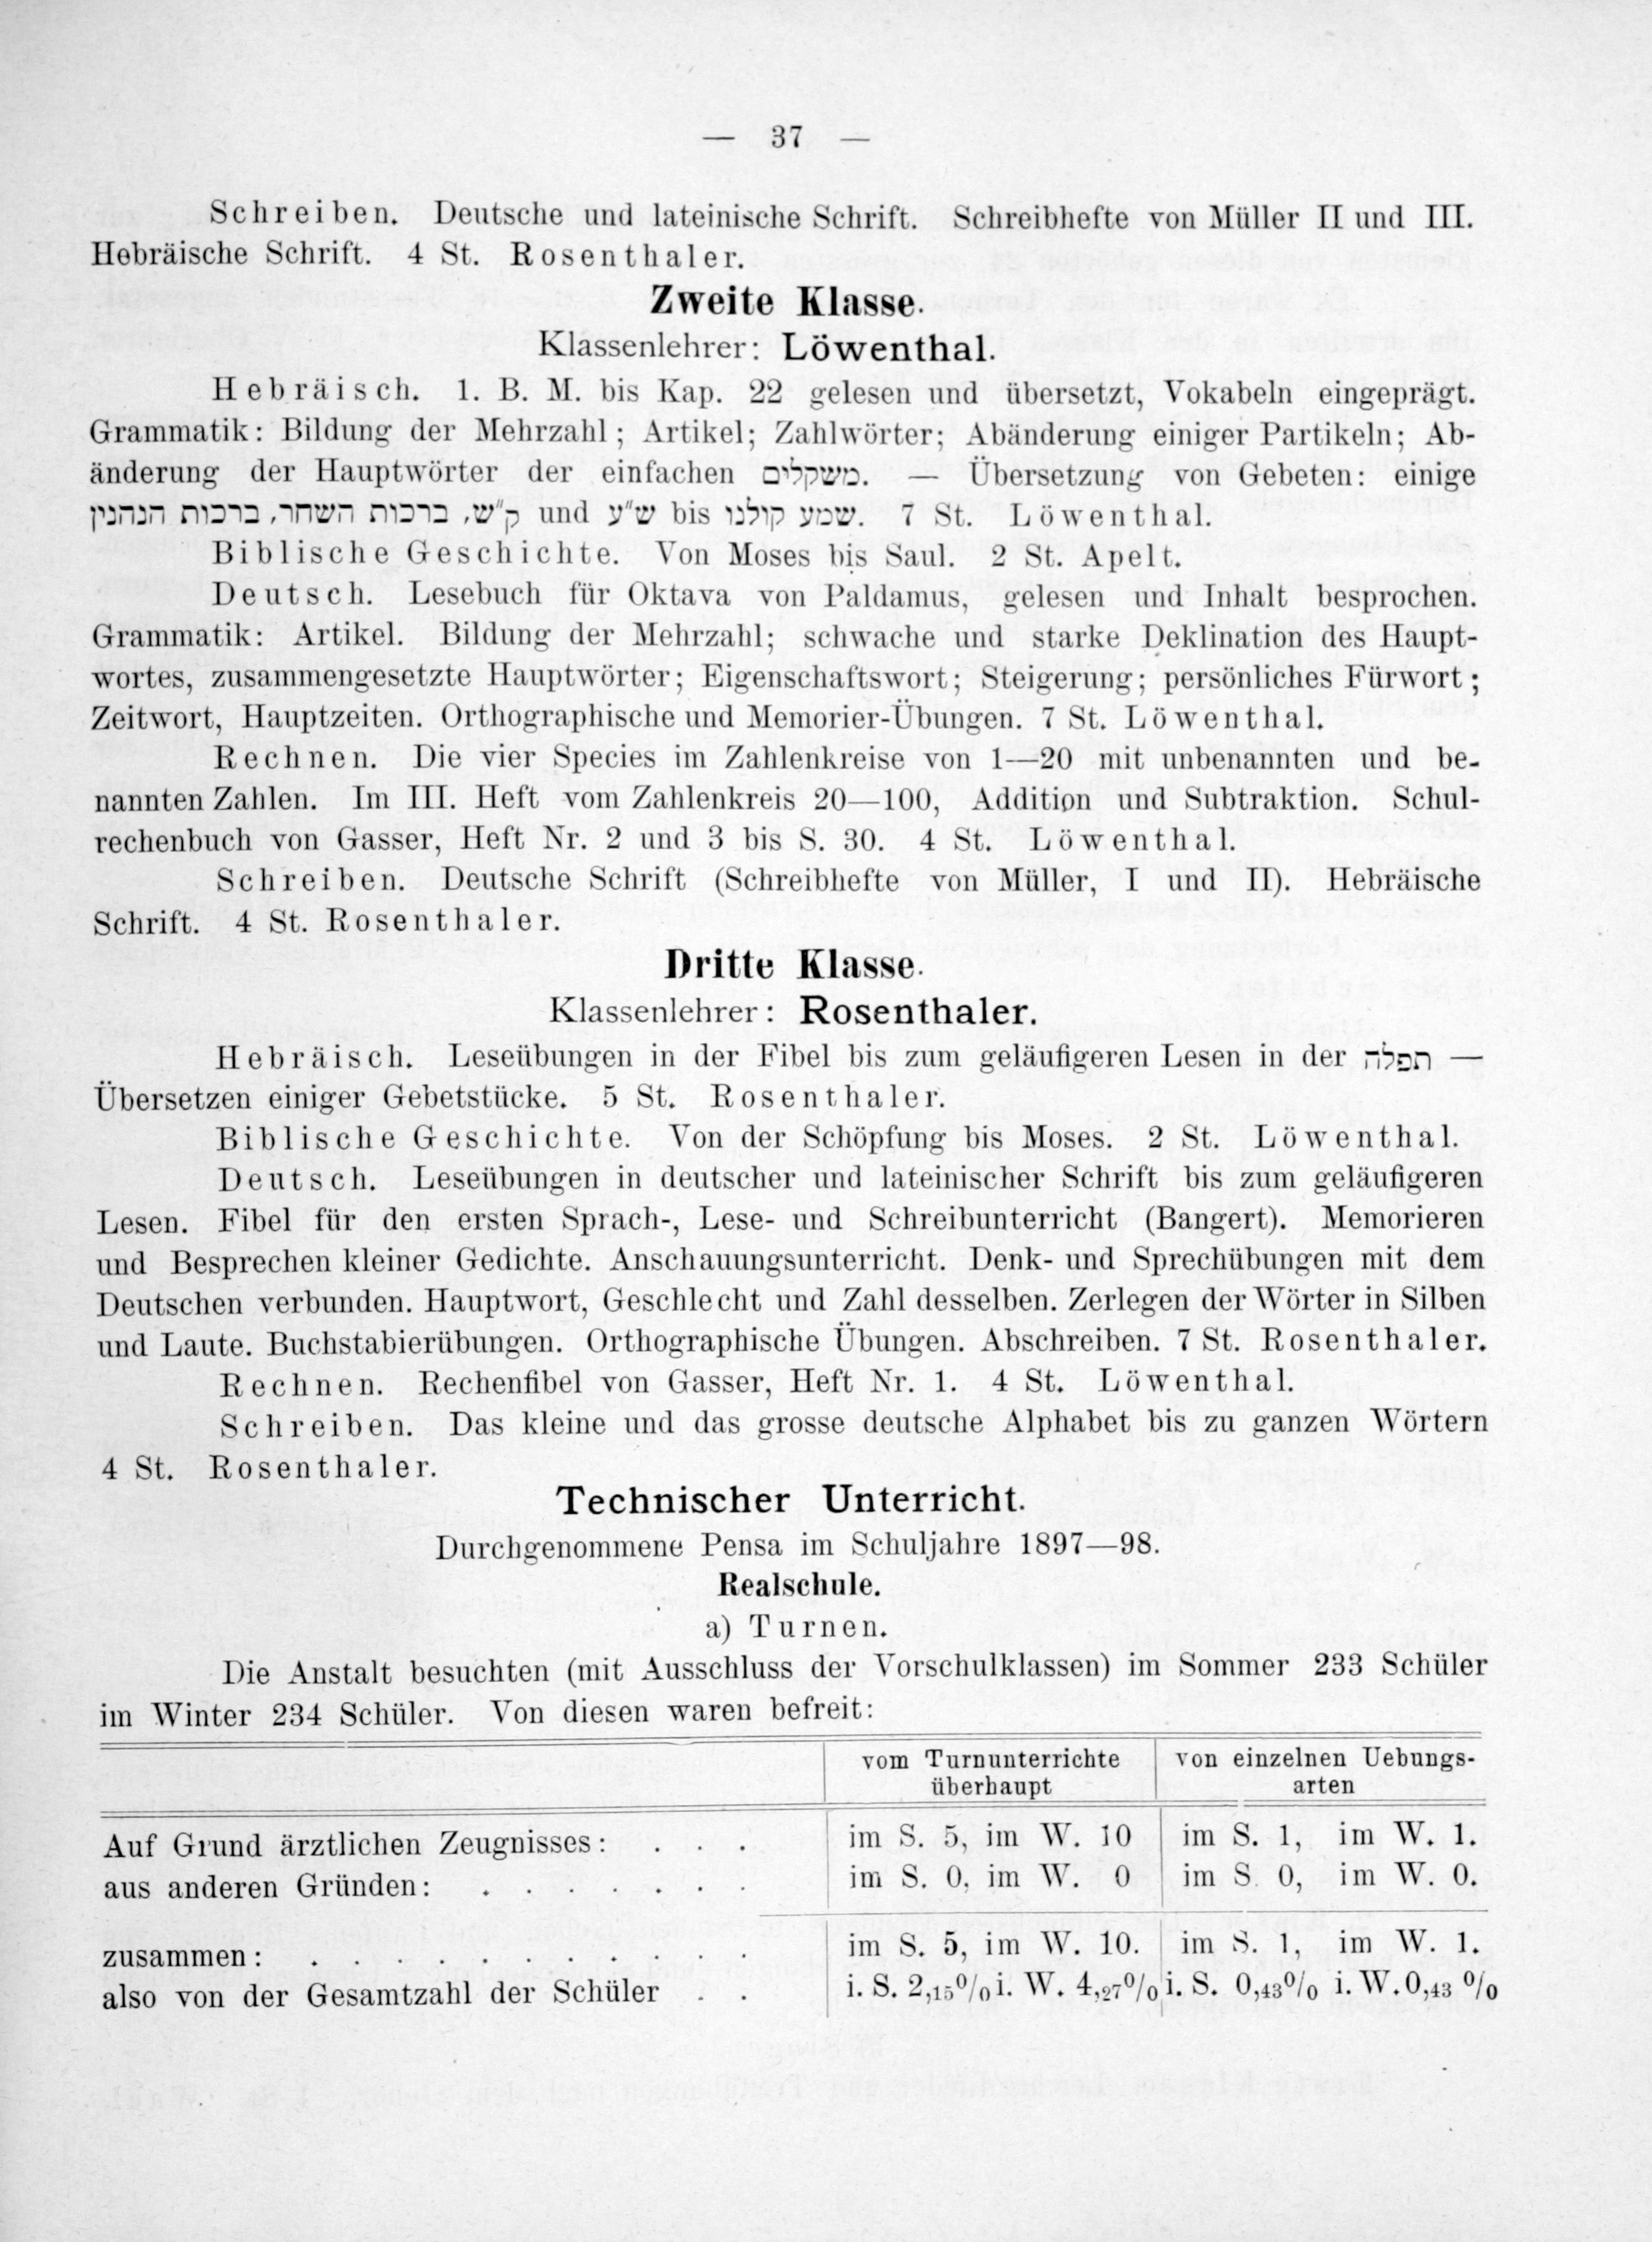 — 37 —
Schreiben. Deutsche und lateinische Schrift. Schreibhefte von Müller II und III.
Hebräische Schrift. 4 St. Rosenthaler.
Zweite Klasse.
Klassenlehrer: Löwenthal.
Hebräisch. 1. B. M. bis Kap. 22 gelesen und übersetzt, Vokabeln eingeprägt.
Grammatik: Bildung der Mehrzahl; Artikel; Zahlwörter; Abänderung einiger Partikeln; Ab-
änderung der Hauptwörter der einfachen משקלים. — Übersetzung von Gebeten: einige
ק"ש, ברכות השחר, ברכות הנהנין und ש"ע bis שמע קולנו. 7 St. Löwenthal.
Biblische Geschichte. Von Moses bis Saul. 2 St. Apelt.
Deutsch. Lesebuch für Oktava von Paldamus, gelesen und Inhalt besprochen.
Grammatik: Artikel. Bildung der Mehrzahl; schwache und starke Deklination des Haupt-
wortes, zusammengesetzte Hauptwörter; Eigenschaftswort; Steigerung; persönliches Fürwort;
Zeitwort, Hauptzeiten. Orthographische und Memorier-Übungen. 7 St. Löwenthal.
Rechnen. Die vier Species im Zahlenkreise von 1—20 mit unbenannten und be-
nannten Zahlen. Im III. Heft vom Zahlenkreis 20—100, Addition und Subtraktion. Schul-
rechenbuch von Gasser, Heft Nr. 2 und 3 bis S. 30. 4 St. Löwenthal.
Schreiben. Deutsche Schrift (Schreibhefte von Müller, I und II). Hebräische
Schrift. 4 St. Rosenthaler.
Dritte Klasse.
Klassenlehrer: Rosenthaler.
Hebräisch. Leseübungen in der Fibel bis zum geläufigeren Lesen in der תפלה —
Übersetzen einiger Gebetstücke. 5 St. Rosenthaler.
Biblische Geschichte. Von der Schöpfung bis Moses. 2 St. Löwenthal.
Deutsch. Leseübungen in deutscher und lateinischer Schrift bis zum geläufigeren
Lesen. Fibel für den ersten Sprach-, Lese- und Schreibunterricht (Bangert). Memorieren
und Besprechen kleiner Gedichte. Anschauungsunterricht. Denk- und Sprechübungen mit dem
Deutschen verbunden. Hauptwort, Geschlecht und Zahl desselben. Zerlegen der Wörter in Silben
und Laute. Buchstabierübungen. Orthographische Übungen. Abschreiben. 7 St. Rosenthaler.
Rechnen. Rechenfibel von Gasser, Heft Nr. 1. 4 St. Löwenthal.
Schreiben. Das kleine und das grosse deutsche Alphabet bis zu ganzen Wörtern
4 St. Rosenthaler.
Technischer Unterricht.
Durchgenommene Pensa im Schuljahre 1897—98.
Realschule.
a) Turnen.
Die Anstalt besuchten (mit Ausschluss der Vorschulklassen) im Sommer 233 Schüler
im Winter 234 Schüler. Von diesen waren befreit:
vom Turnunterrichte von einzelnen Uebungs-
überhaupt arten
Auf Grund ärztlichen Zeugnisses: . . . im S. 5, im W. 10 im S. 1, im W. 1.
aus anderen Gründen: . . . . . . . im S. 0, im W. 0 im S. 0, im W. 0.
zusammen: . . . . . . . . . . . im S. 5, im W. 10. im S. 1, im W. 1.
also von der Gesamtzahl der Schüler . . i. S. 2,15% i. W. 4,27% i. S. 0,43% i. W. 0,43 %